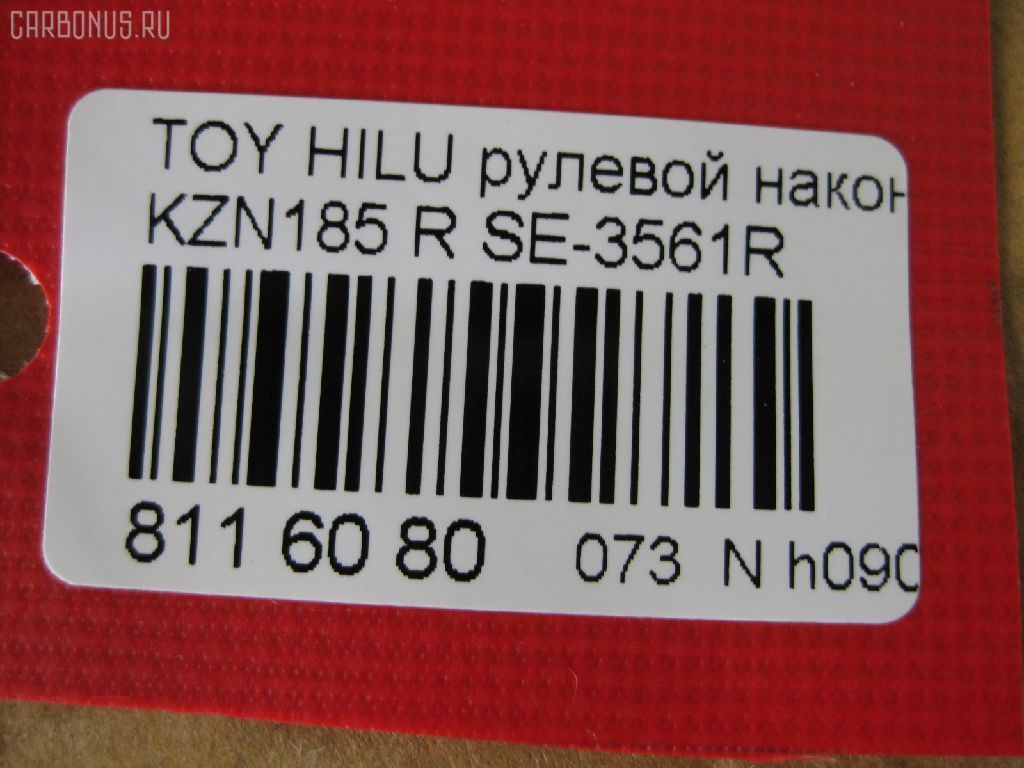 CARBONUS.RU
TOY HILU рулевой након
KZN185 R SE-3561R
811 60 80 073 N h090